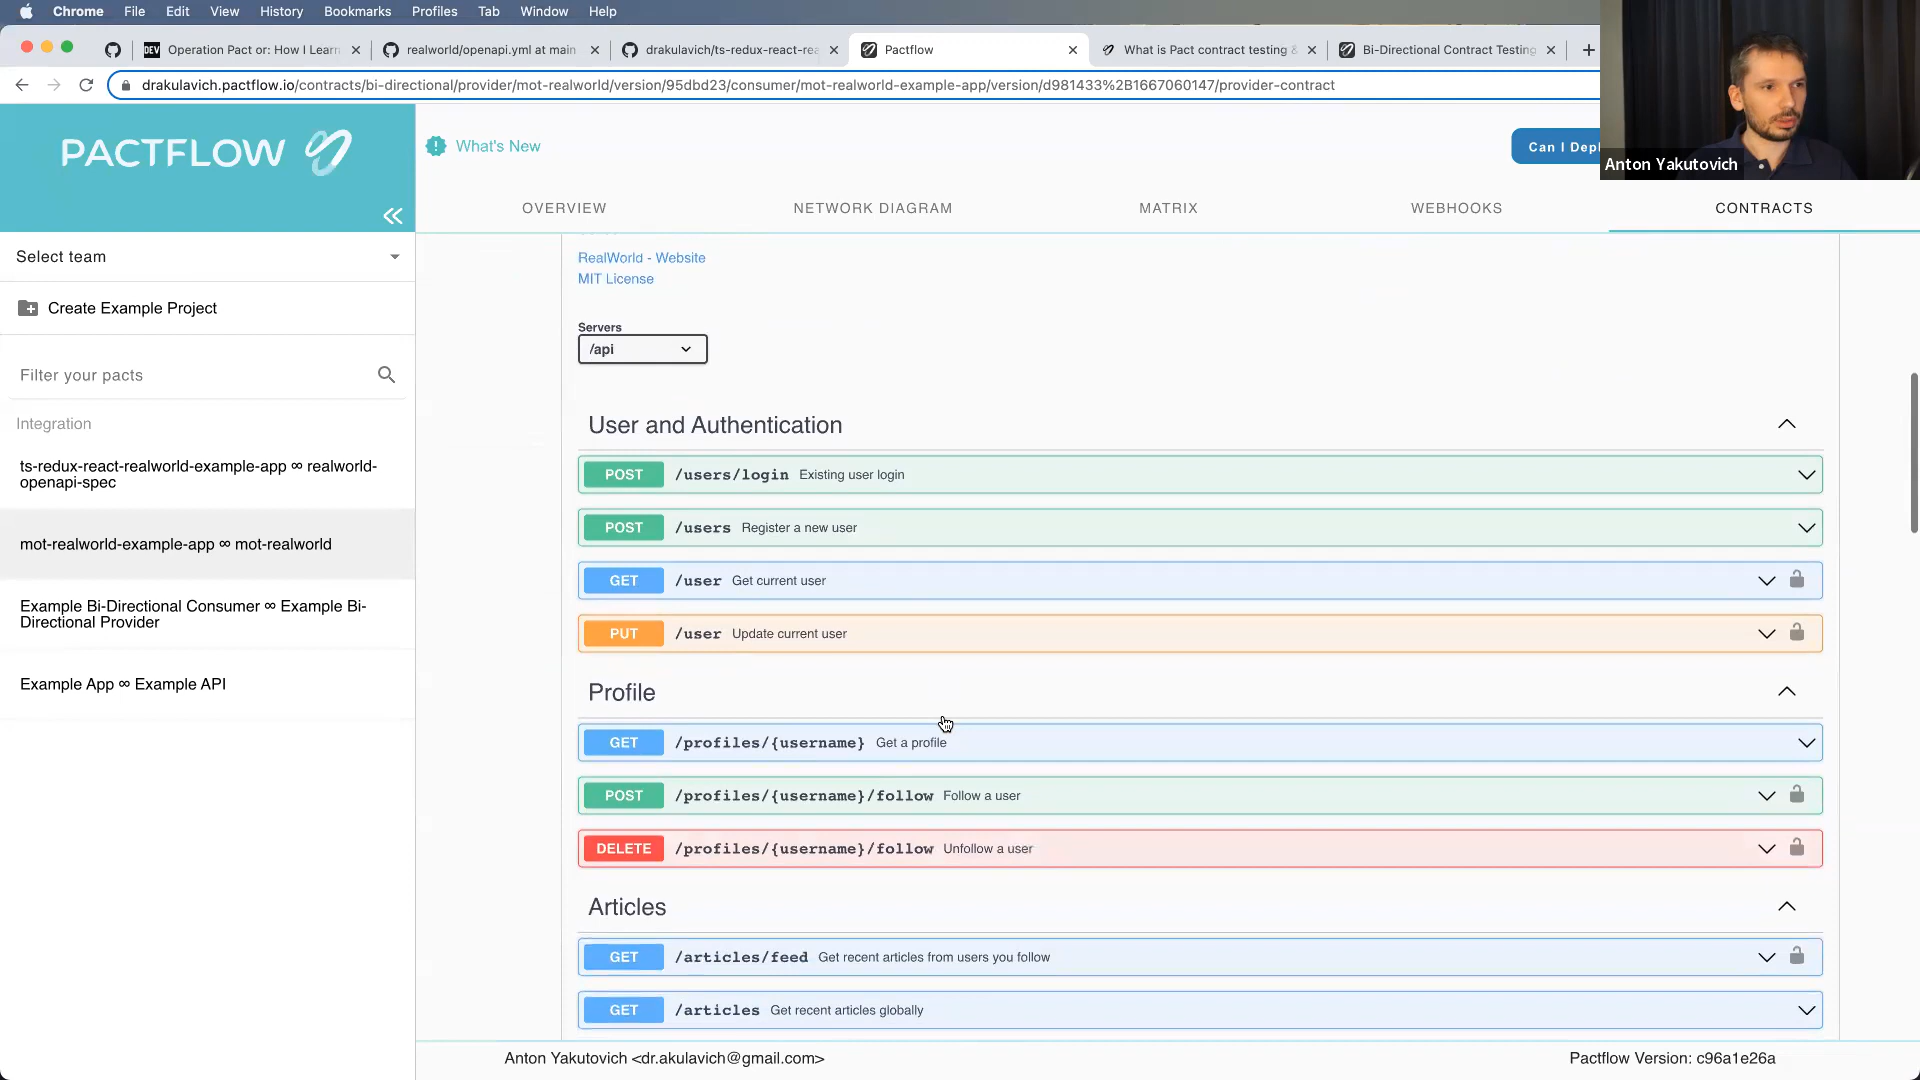 Chrome File Edit View History Bookmarks Profiles Tab Window Help
DEV Operation Pact or: How I Learn
realworld/openapi.yml at main
drakulavich/ts-redux-react-rea
Pactflow
What is Pact contract testing &
Bi-Directional Contract Testing
drakulavich.pactflow.io/contracts/bi-directional/provider/mot-realworld/version/95dbd23/consumer/mot-realworld-example-app/version/d981433%2B1667060147/provider-contract
Anton Yakutovich
PACTFLOW
What's New
Can I Depl
OVERVIEW NETWORK DIAGRAM MATRIX WEBHOOKS CONTRACTS
Select team
Create Example Project
Filter your pacts
Integration
ts-redux-react-realworld-example-app ∞ realworld-
openapi-spec
mot-realworld-example-app ∞ mot-realworld
Example Bi-Directional Consumer ∞ Example Bi-
Directional Provider
Example App ∞ Example API
RealWorld - Website
MIT License
Servers
/api
User and Authentication
POST /users/login Existing user login
POST /users Register a new user
GET /user Get current user
PUT /user Update current user
Profile
GET /profiles/{username} Get a profile
POST /profiles/{username}/follow Follow a user
DELETE /profiles/{username}/follow Unfollow a user
Articles
GET /articles/feed Get recent articles from users you follow
GET /articles Get recent articles globally
Anton Yakutovich <dr.akulavich@gmail.com>
Pactflow Version: c96a1e26a